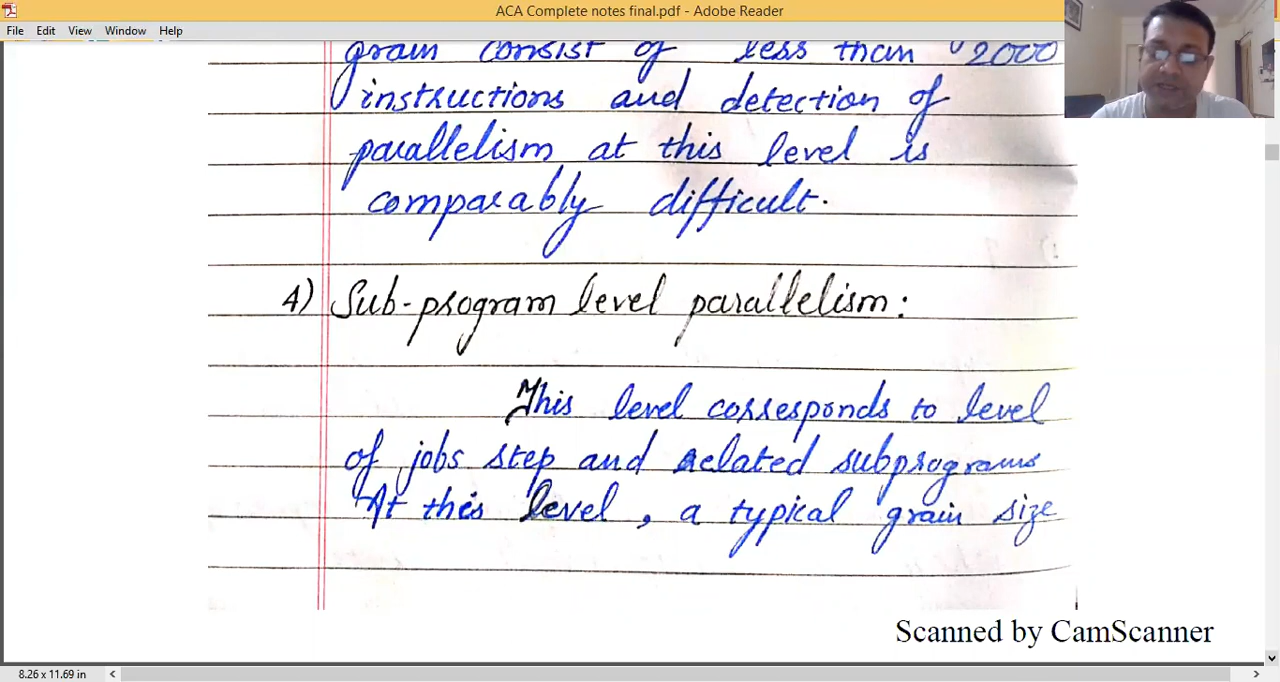 ACA Complete notes final.pdf - Adobe Reader
File Edit View Window Help
grain consist of less than 2000
instructions and detection of
parallelism at this level is
comparably difficult.
4) Sub-program level parallelism:
This level corresponds to level
of jobs step and related subprograms
At this level, a typical grain size
Scanned by CamScanner
8.26 x 11.69 in